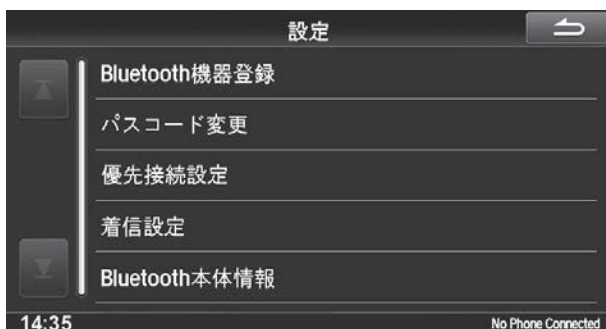 設定
Bluetooth機器登録
パスコード変更
優先接続設定
着信設定
Bluetooth本体情報
14:35
No Phone Connected